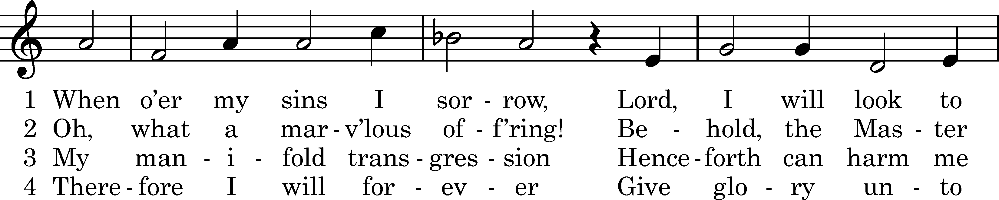 1 When o’er my sins I sor - row, Lord, I will look to
2 Oh, what a mar - v’lous of - f’ring! Be - hold, the Mas - ter
3 My man - i - fold trans - gres - sion Hence - forth can harm me
4 There - fore I will for - ev - er Give glo - ry un - to